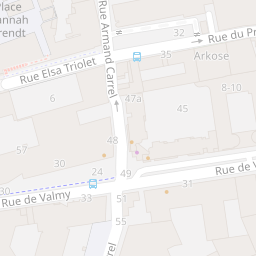 Place
Hannah
Arendt
Rue Armand Carrel
Rue du Pr
32
35
Arkose
Rue Elsa Triolet
8-10
6
47a
45
48
57
30
24
49
30
Rue de V
Rue de Valmy
33
31
51
55
rel